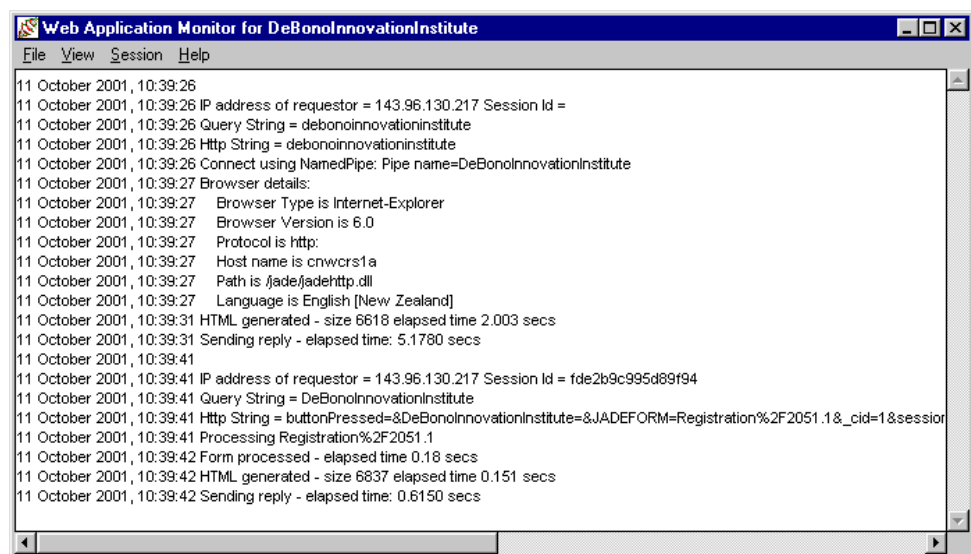 Web Application Monitor for DeBonoInnovationInstitute
File View Session Help
11 October 2001, 10:39:26
11 October 2001, 10:39:26 IP address of requestor = 143.96.130.217 Session Id =
11 October 2001, 10:39:26 Query String = debonoinnovationinstitute
11 October 2001, 10:39:26 Http String = debonoinnovationinstitute
11 October 2001, 10:39:26 Connect using NamedPipe: Pipe name=DeBonoInnovationInstitute
11 October 2001, 10:39:27 Browser details:
11 October 2001, 10:39:27 Browser Type is Internet-Explorer
11 October 2001, 10:39:27 Browser Version is 6.0
11 October 2001, 10:39:27 Protocol is http:
11 October 2001, 10:39:27 Host name is cnwcrs1a
11 October 2001, 10:39:27 Path is /jade/jadehttp.dll
11 October 2001, 10:39:27 Language is English [New Zealand]
11 October 2001, 10:39:31 HTML generated - size 6618 elapsed time 2.003 secs
11 October 2001, 10:39:31 Sending reply - elapsed time: 5.1780 secs
11 October 2001, 10:39:41
11 October 2001, 10:39:41 IP address of requestor = 143.96.130.217 Session Id = fde2b9c995d89f94
11 October 2001, 10:39:41 Query String = DeBonoInnovationInstitute
11 October 2001, 10:39:41 Http String = buttonPressed=&DeBonoInnovationInstitute=&JADEFORM=Registration%2F2051.1&_cid=1&session
11 October 2001, 10:39:41 Processing Registration%2F2051.1
11 October 2001, 10:39:42 Form processed - elapsed time 0.18 secs
11 October 2001, 10:39:42 HTML generated - size 6837 elapsed time 0.151 secs
11 October 2001, 10:39:42 Sending reply - elapsed time: 0.6150 secs